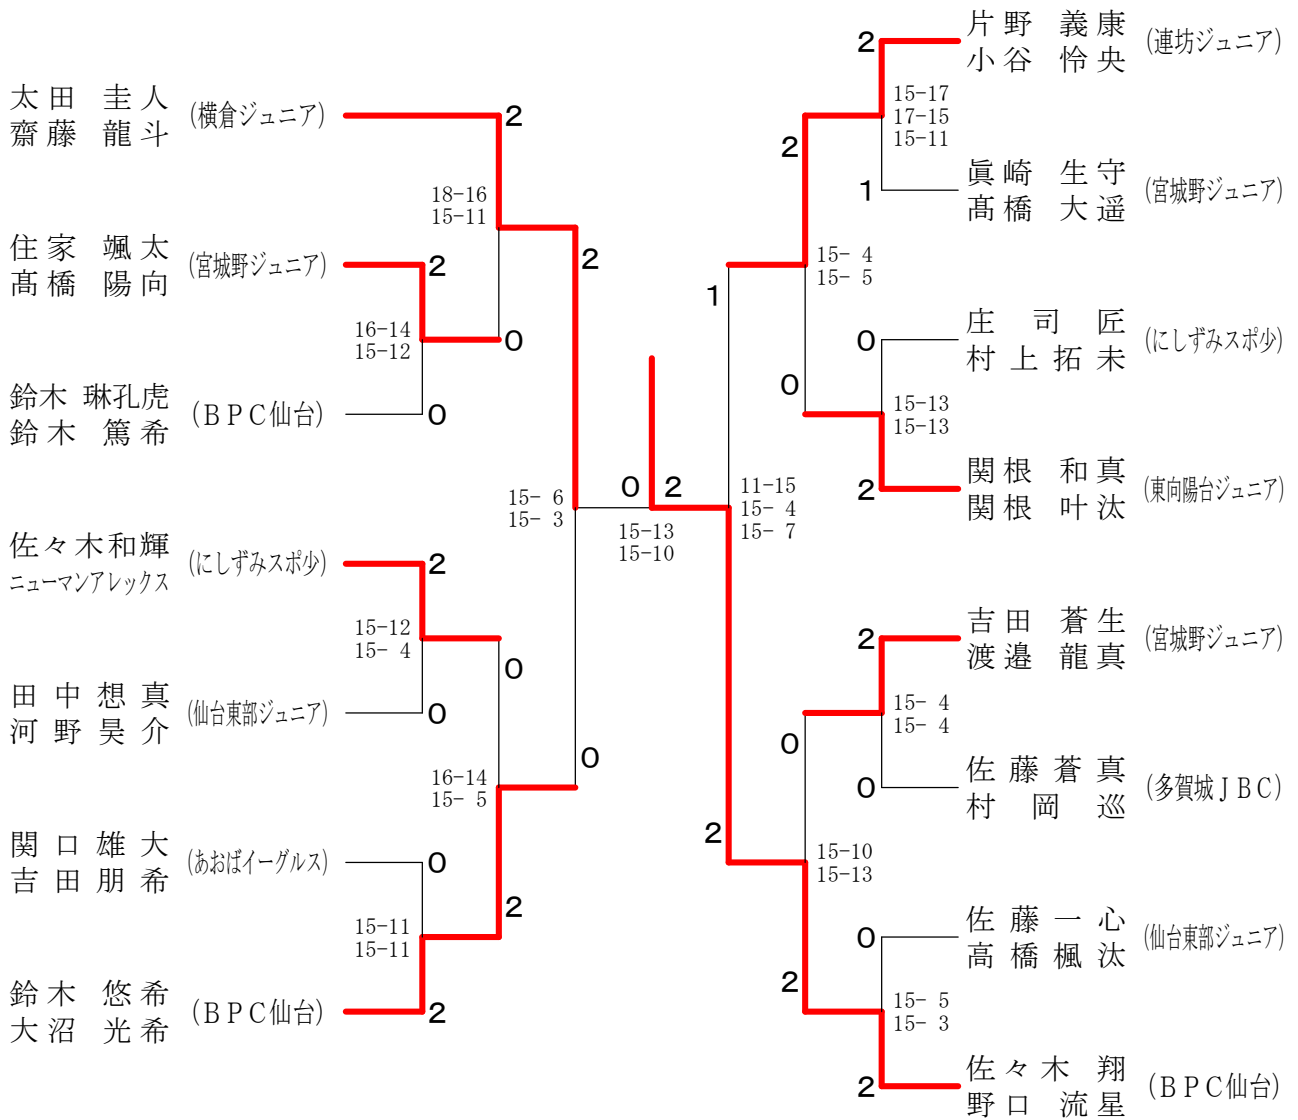 太田 圭人
齋藤 龍斗
(横倉ジュニア)
2
18-16
15-11
住家 颯太
髙橋 陽向
(宮城野ジュニア)
2
0
16-14
15-12
鈴木 琳孔虎
鈴木 篤希
(BPC仙台)
0
2
15- 6
15- 3
佐々木和輝
ニューマンアレックス
(にしずみスポ少)
2
15-12
15- 4
0
田中想真
河野昊介
(仙台東部ジュニア)
0
0
16-14
15- 5
関口雄大
吉田朋希
(あおばイーグルス)
0
2
15-11
15-11
鈴木 悠希
大沼 光希
(BPC仙台)
2
0
2
15-13
15-10
片野 義康
小谷 怜央
(連坊ジュニア)
2
15-17
17-15
15-11
2
眞崎 生守
髙橋 大遥
(宮城野ジュニア)
1
15- 4
15- 5
1
庄司匠
村上拓未
(にしずみスポ少)
0
0
15-13
15-13
関根 和真
関根 叶汰
(東向陽台ジュニア)
2
11-15
15- 4
15- 7
吉田 蒼生
渡邉 龍真
(宮城野ジュニア)
2
15- 4
15- 4
0
佐藤蒼真
村岡巡
(多賀城JBC)
0
2
15-10
15-13
佐藤一心
高橋楓汰
(仙台東部ジュニア)
0
2
15- 5
15- 3
佐々木 翔
野口 流星
(BPC仙台)
2